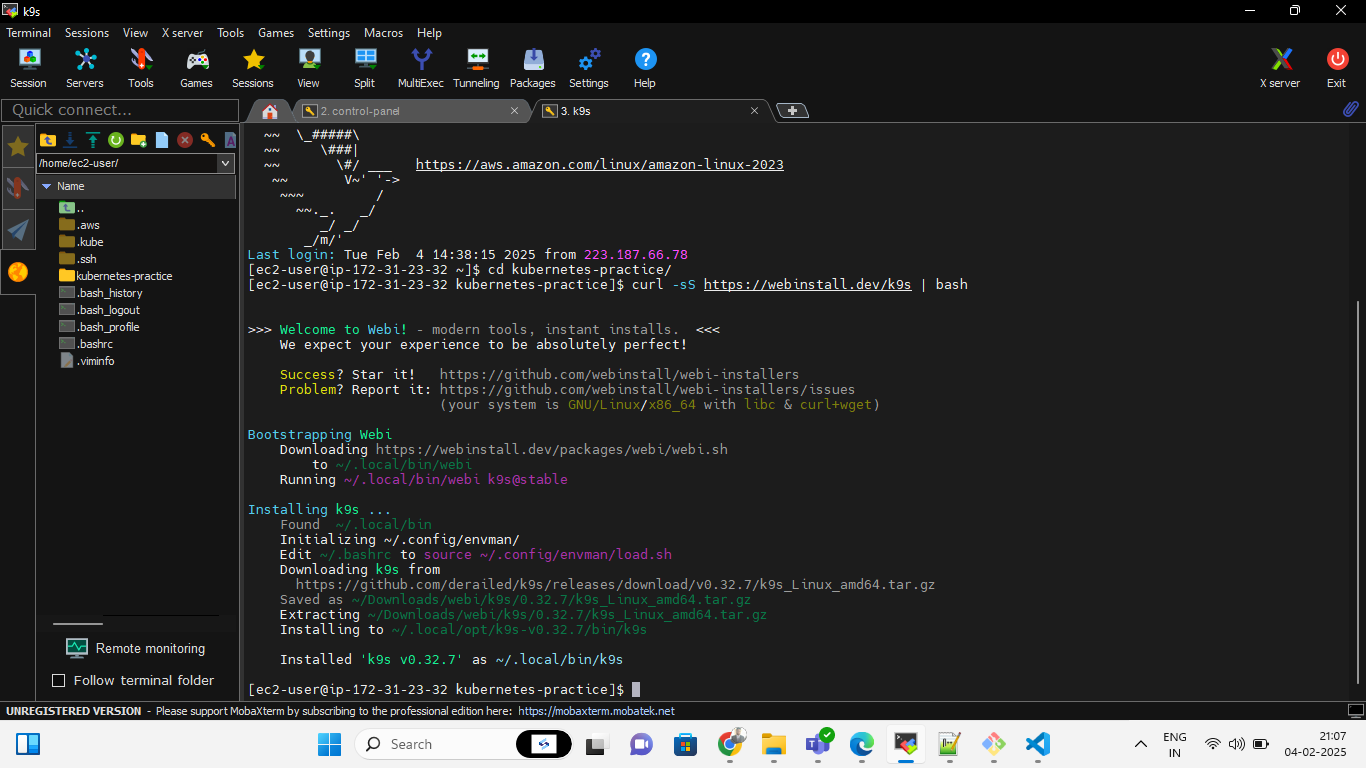 k9s
Terminal Sessions View X server Tools Games Settings Macros Help
Session Servers Tools Games Sessions View Split MultiExec Tunneling Packages Settings Help X server Exit
Quick connect...
2. control-panel
3. k9s
/home/ec2-user/
Name
..
.aws
.kube
.ssh
kubernetes-practice
.bash_history
.bash_logout
.bash_profile
.bashrc
.viminfo
Remote monitoring
Follow terminal folder
~~  \_#####\
~~     \###|
~~       \#/ ___   https://aws.amazon.com/linux/amazon-linux-2023
~~       V~' '->
~~~         /
~~._.   _/
_/ _/
_/m/'
Last login: Tue Feb  4 14:38:15 2025 from 223.187.66.78
[ec2-user@ip-172-31-23-32 ~]$ cd kubernetes-practice/
[ec2-user@ip-172-31-23-32 kubernetes-practice]$ curl -sS https://webinstall.dev/k9s | bash
>>> Welcome to Webi! - modern tools, instant installs.  <<<
We expect your experience to be absolutely perfect!
Success? Star it!   https://github.com/webinstall/webi-installers
Problem? Report it: https://github.com/webinstall/webi-installers/issues
(your system is GNU/Linux/x86_64 with libc & curl+wget)
Bootstrapping Webi
Downloading https://webinstall.dev/packages/webi/webi.sh
to ~/.local/bin/webi
Running ~/.local/bin/webi k9s@stable
Installing k9s ...
Found  ~/.local/bin
Initializing ~/.config/envman/
Edit ~/.bashrc to source ~/.config/envman/load.sh
Downloading k9s from
https://github.com/derailed/k9s/releases/download/v0.32.7/k9s_Linux_amd64.tar.gz
Saved as ~/Downloads/webi/k9s/0.32.7/k9s_Linux_amd64.tar.gz
Extracting ~/Downloads/webi/k9s/0.32.7/k9s_Linux_amd64.tar.gz
Installing to ~/.local/opt/k9s-v0.32.7/bin/k9s
Installed 'k9s v0.32.7' as ~/.local/bin/k9s
[ec2-user@ip-172-31-23-32 kubernetes-practice]$
UNREGISTERED VERSION - Please support MobaXterm by subscribing to the professional edition here: https://mobaxterm.mobatek.net
Search
ENG
IN
21:07
04-02-2025